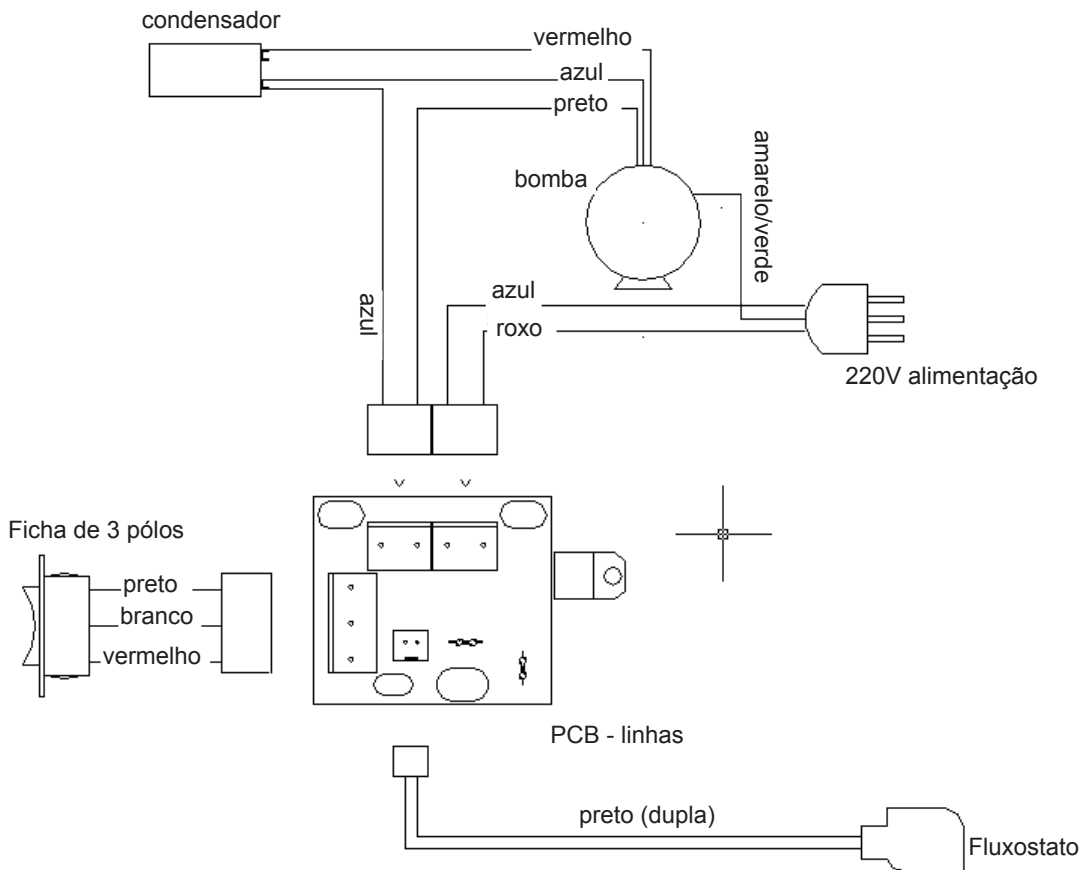 condensador
vermelho
azul
preto
bomba
amarelo/verde
azul
azul
roxo
220V alimentação
Ficha de 3 pólos
preto
branco
vermelho
PCB - linhas
preto (dupla)
Fluxostato